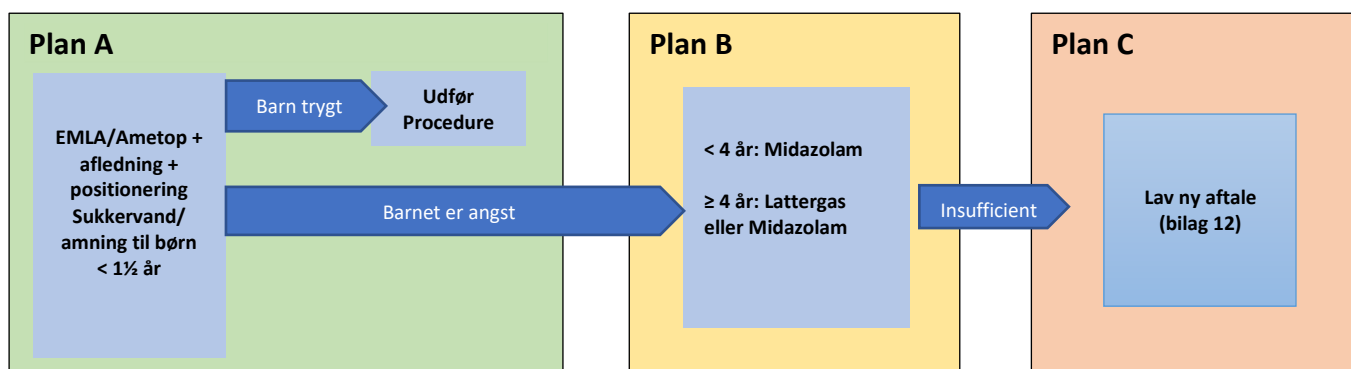 Plan A
EMLA/Ametop +
afledning +
positionering
Sukkervand/
amning til børn
< 1½ år
Barn trygt
Udfør
Procedure
Barnet er angst
Plan B
< 4 år: Midazolam
≥ 4 år: Lattergas
eller Midazolam
Insufficient
Plan C
Lav ny aftale
(bilag 12)